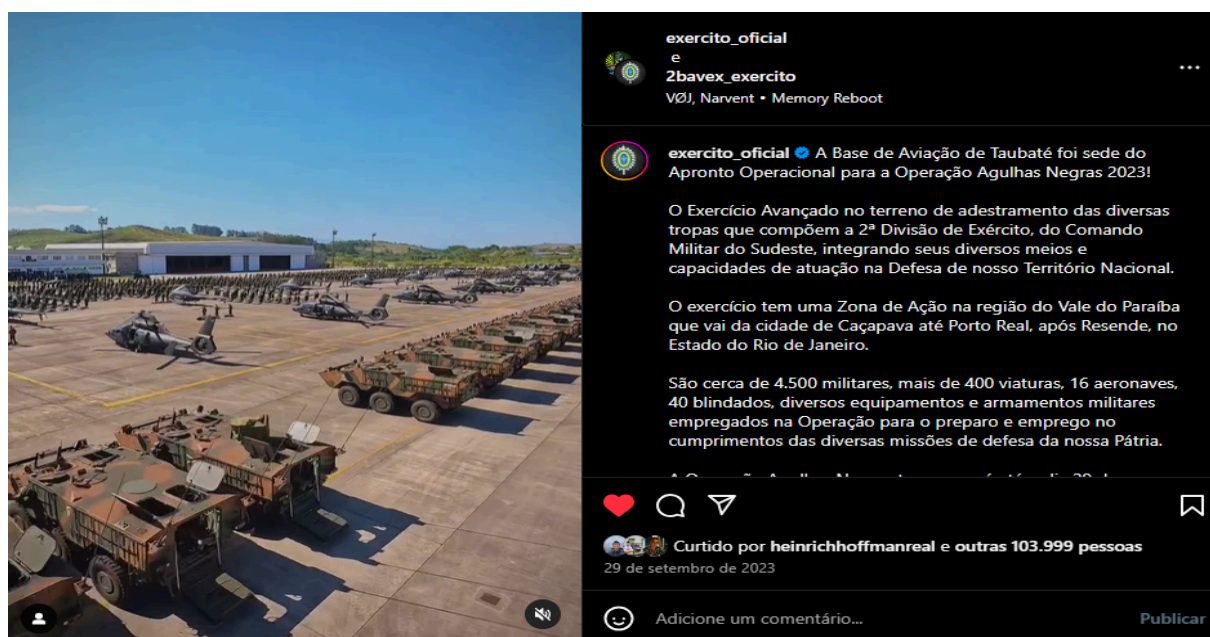 exercito_oficial
e
2bavex_exercito
VØJ, Narvent • Memory Reboot
exercito_oficial A Base de Aviação de Taubaté foi sede do
Apronto Operacional para a Operação Agulhas Negras 2023!
O Exercício Avançado no terreno de adestramento das diversas
tropas que compõem a 2ª Divisão de Exército, do Comando
Militar do Sudeste, integrando seus diversos meios e
capacidades de atuação na Defesa de nosso Território Nacional.
O exercício tem uma Zona de Ação na região do Vale do Paraíba
que vai da cidade de Caçapava até Porto Real, após Resende, no
Estado do Rio de Janeiro.
São cerca de 4.500 militares, mais de 400 viaturas, 16 aeronaves,
40 blindados, diversos equipamentos e armamentos militares
empregados na Operação para o preparo e emprego no
cumprimentos das diversas missões de defesa da nossa Pátria.
Curtido por heinrichhoffmanreal e outras 103.999 pessoas
29 de setembro de 2023
Adicione um comentário... Publicar